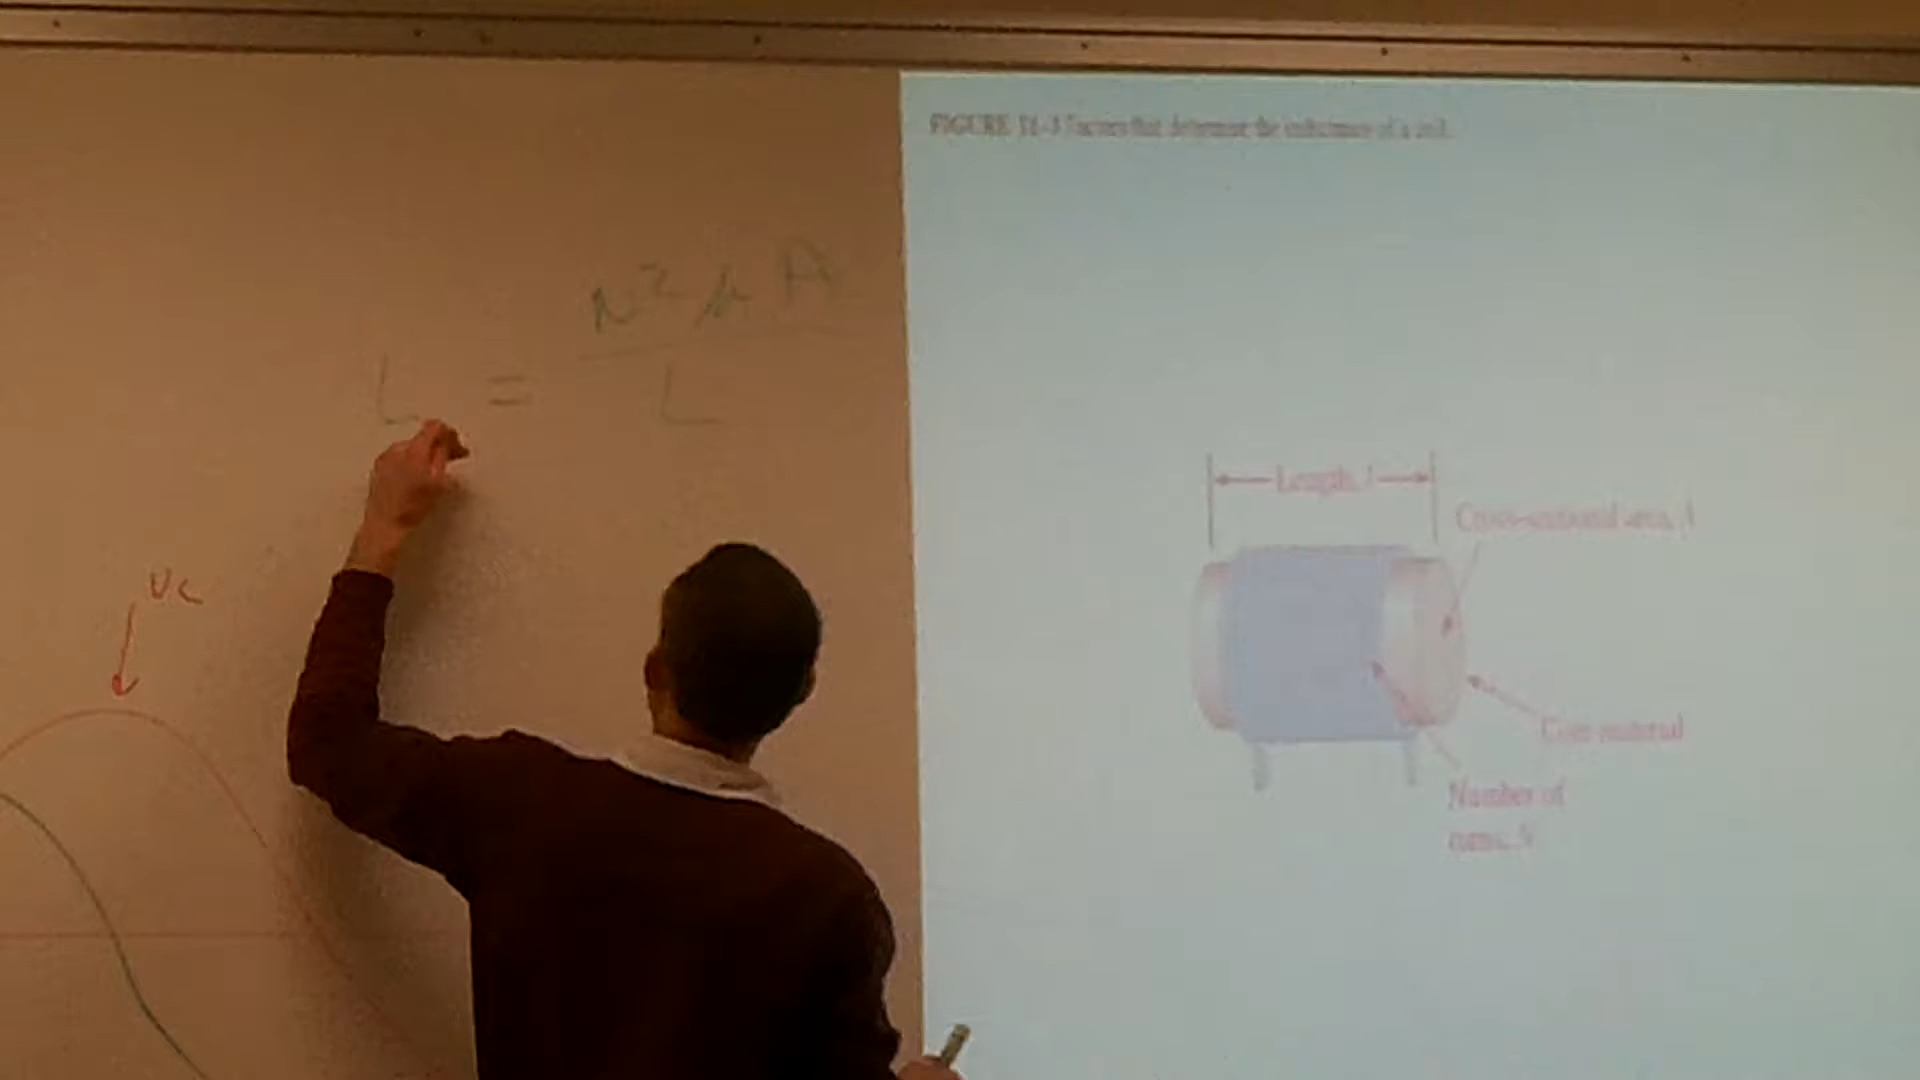 FIGURE 11-3 Factors that determine the inductance of a coil.
N² µ A
L = L
Vc
Length, l
Cross-sectional area, A
Core material
Number of
turns, N